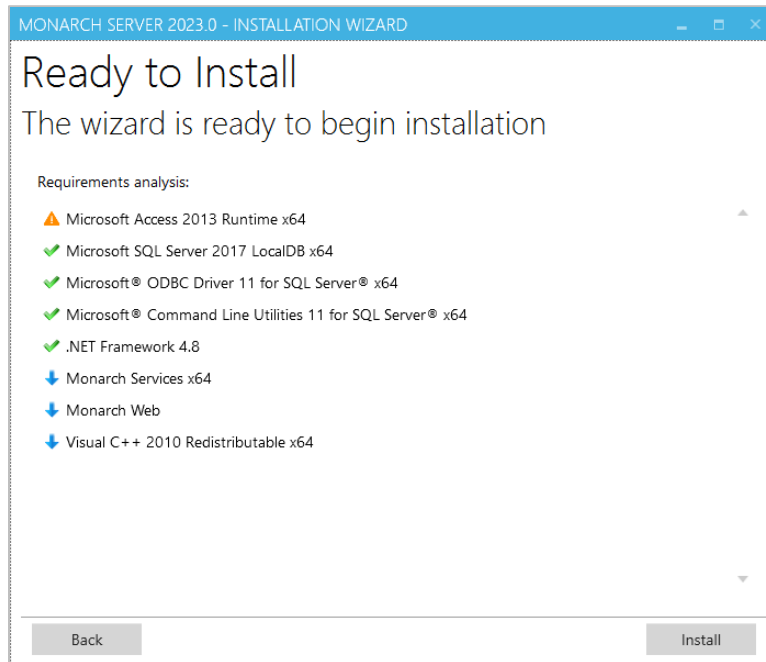 MONARCH SERVER 2023.0 - INSTALLATION WIZARD
Ready to Install
The wizard is ready to begin installation
Requirements analysis:
Microsoft Access 2013 Runtime x64
Microsoft SQL Server 2017 LocalDB x64
Microsoft® ODBC Driver 11 for SQL Server® x64
Microsoft® Command Line Utilities 11 for SQL Server® x64
.NET Framework 4.8
Monarch Services x64
Monarch Web
Visual C++ 2010 Redistributable x64
Back
Install